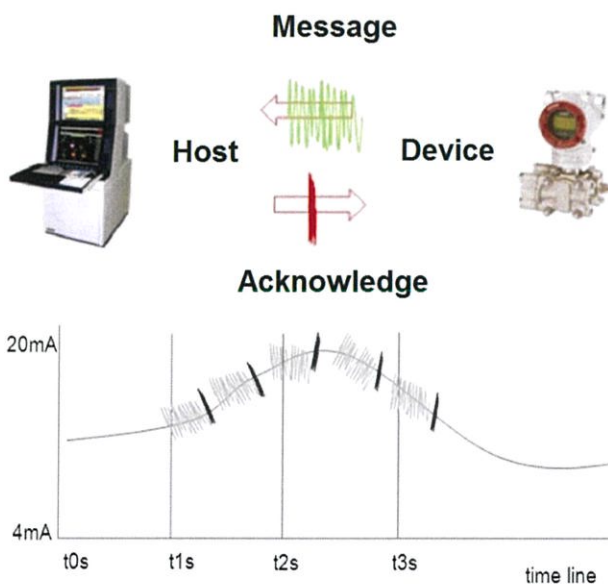 Message
Host
Device
Acknowledge
20mA
4mA
t0s
t1s
t2s
t3s
time line